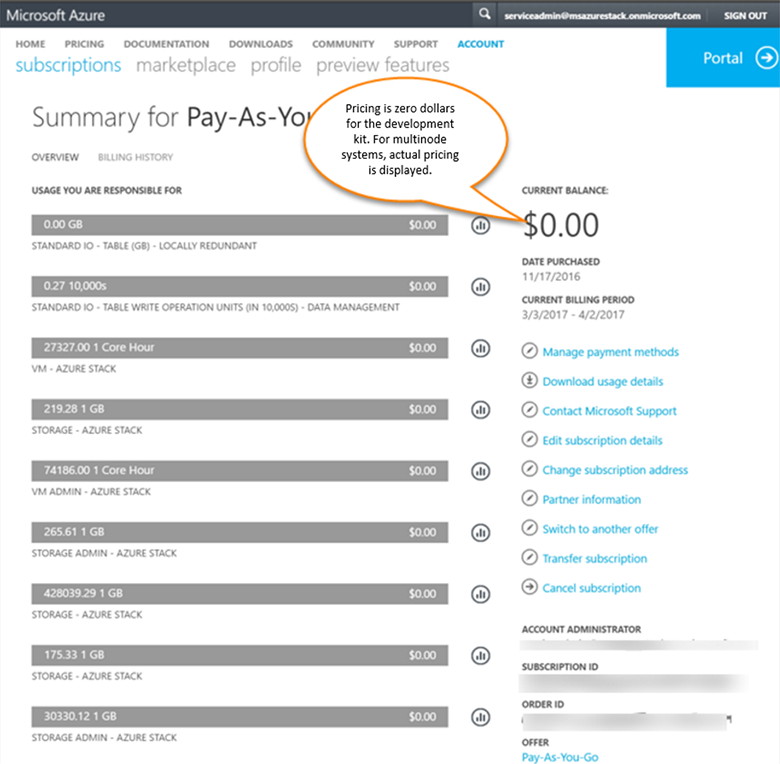 Microsoft Azure
serviceadmin@msazurestack.onmicrosoft.com
SIGN OUT
HOME PRICING DOCUMENTATION DOWNLOADS COMMUNITY SUPPORT ACCOUNT
subscriptions marketplace profile preview features
Portal
Summary for Pay-As-You
Pricing is zero dollars
for the development
kit. For multinode
systems, actual pricing
is displayed.
OVERVIEW BILLING HISTORY
USAGE YOU ARE RESPONSIBLE FOR
0.00 GB $0.00
STANDARD IO - TABLE (GB) - LOCALLY REDUNDANT
0.27 10,000s $0.00
STANDARD IO - TABLE WRITE OPERATION UNITS (IN 10,000S) - DATA MANAGEMENT
27327.00 1 Core Hour $0.00
VM - AZURE STACK
219.28 1 GB $0.00
STORAGE - AZURE STACK
74186.00 1 Core Hour $0.00
VM ADMIN - AZURE STACK
265.61 1 GB $0.00
STORAGE ADMIN - AZURE STACK
428039.29 1 GB $0.00
STORAGE - AZURE STACK
175.33 1 GB $0.00
STORAGE - AZURE STACK
30330.12 1 GB $0.00
STORAGE ADMIN - AZURE STACK
CURRENT BALANCE:
$0.00
DATE PURCHASED
11/17/2016
CURRENT BILLING PERIOD
3/3/2017 - 4/2/2017
Manage payment methods
Download usage details
Contact Microsoft Support
Edit subscription details
Change subscription address
Partner information
Switch to another offer
Transfer subscription
Cancel subscription
ACCOUNT ADMINISTRATOR
SUBSCRIPTION ID
ORDER ID
OFFER
Pay-As-You-Go